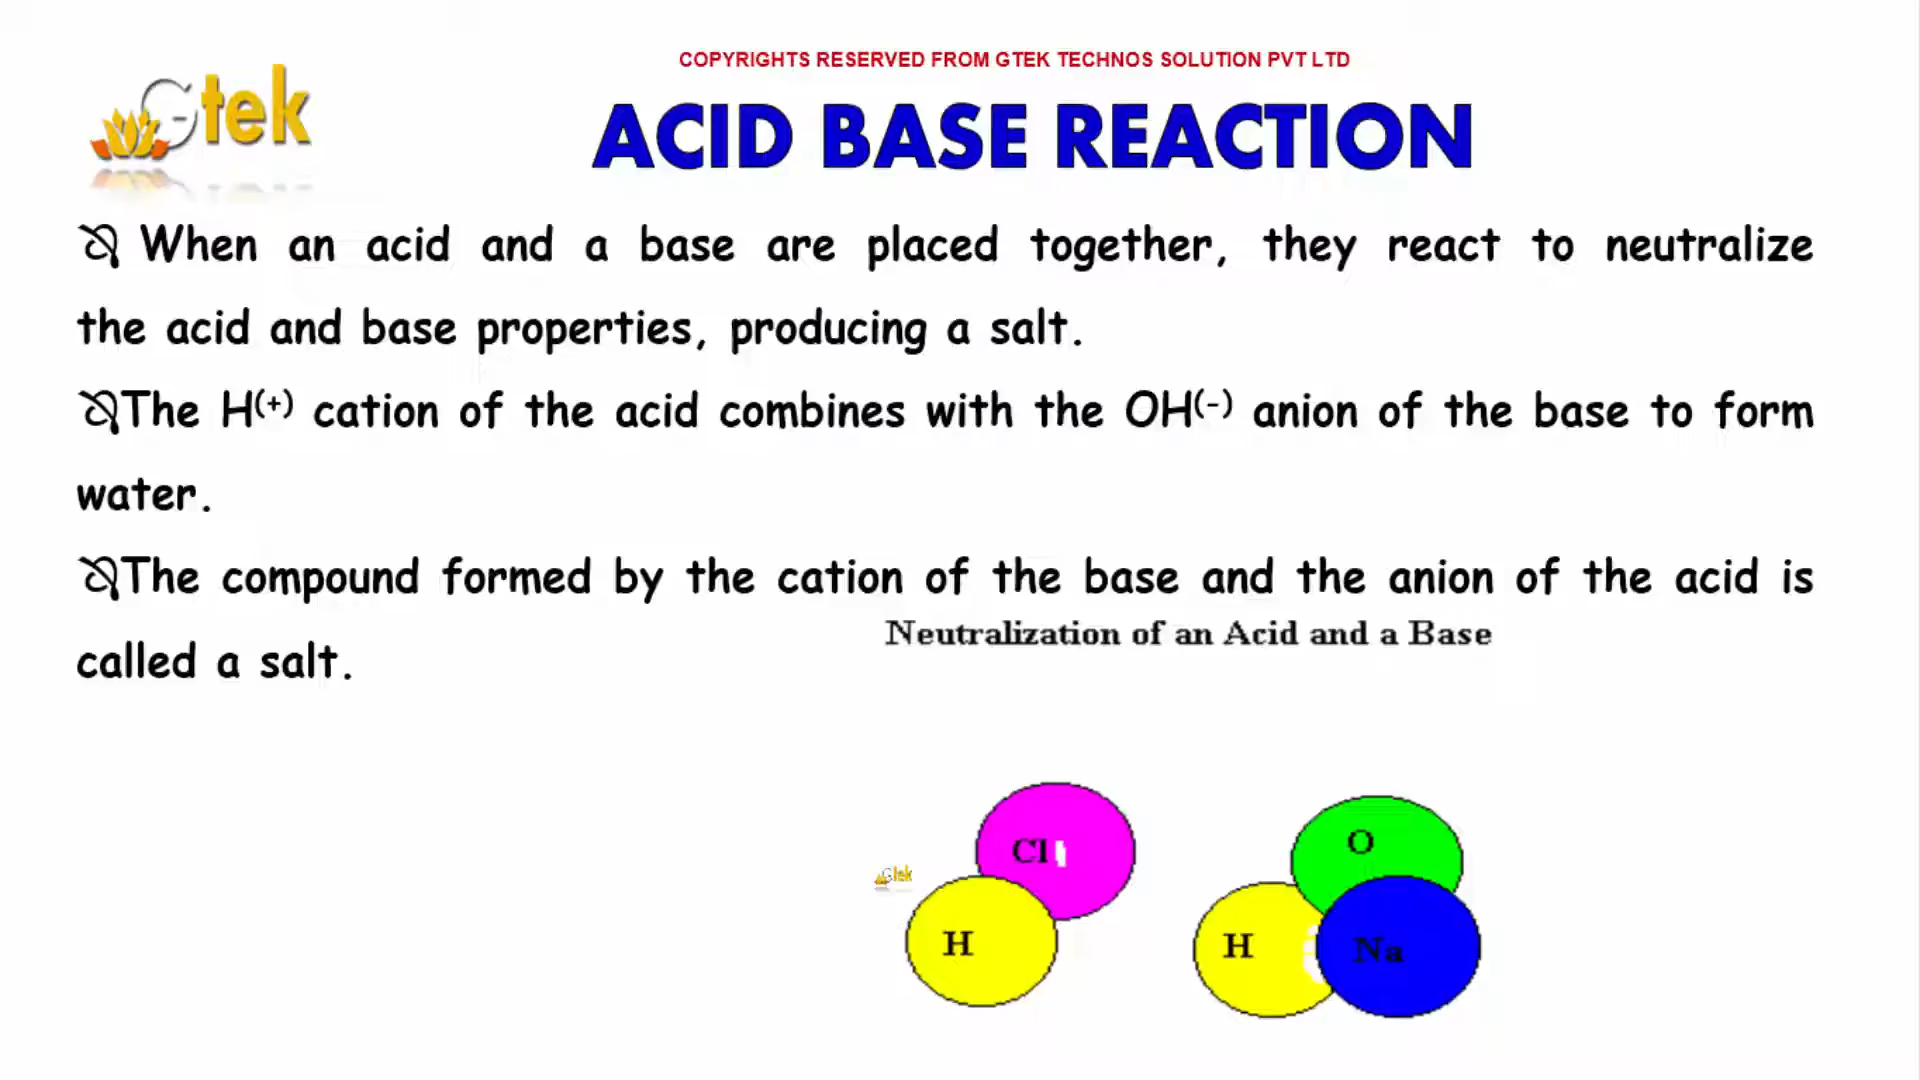 COPYRIGHTS RESERVED FROM GTEK TECHNOS SOLUTION PVT LTD
Gtek
ACID BASE REACTION
When an acid and a base are placed together, they react to neutralize
the acid and base properties, producing a salt.
The H(+) cation of the acid combines with the OH(-) anion of the base to form
water.
The compound formed by the cation of the base and the anion of the acid is
called a salt.
Neutralization of an Acid and a Base
Cl
O
Gtek
H
H
Na